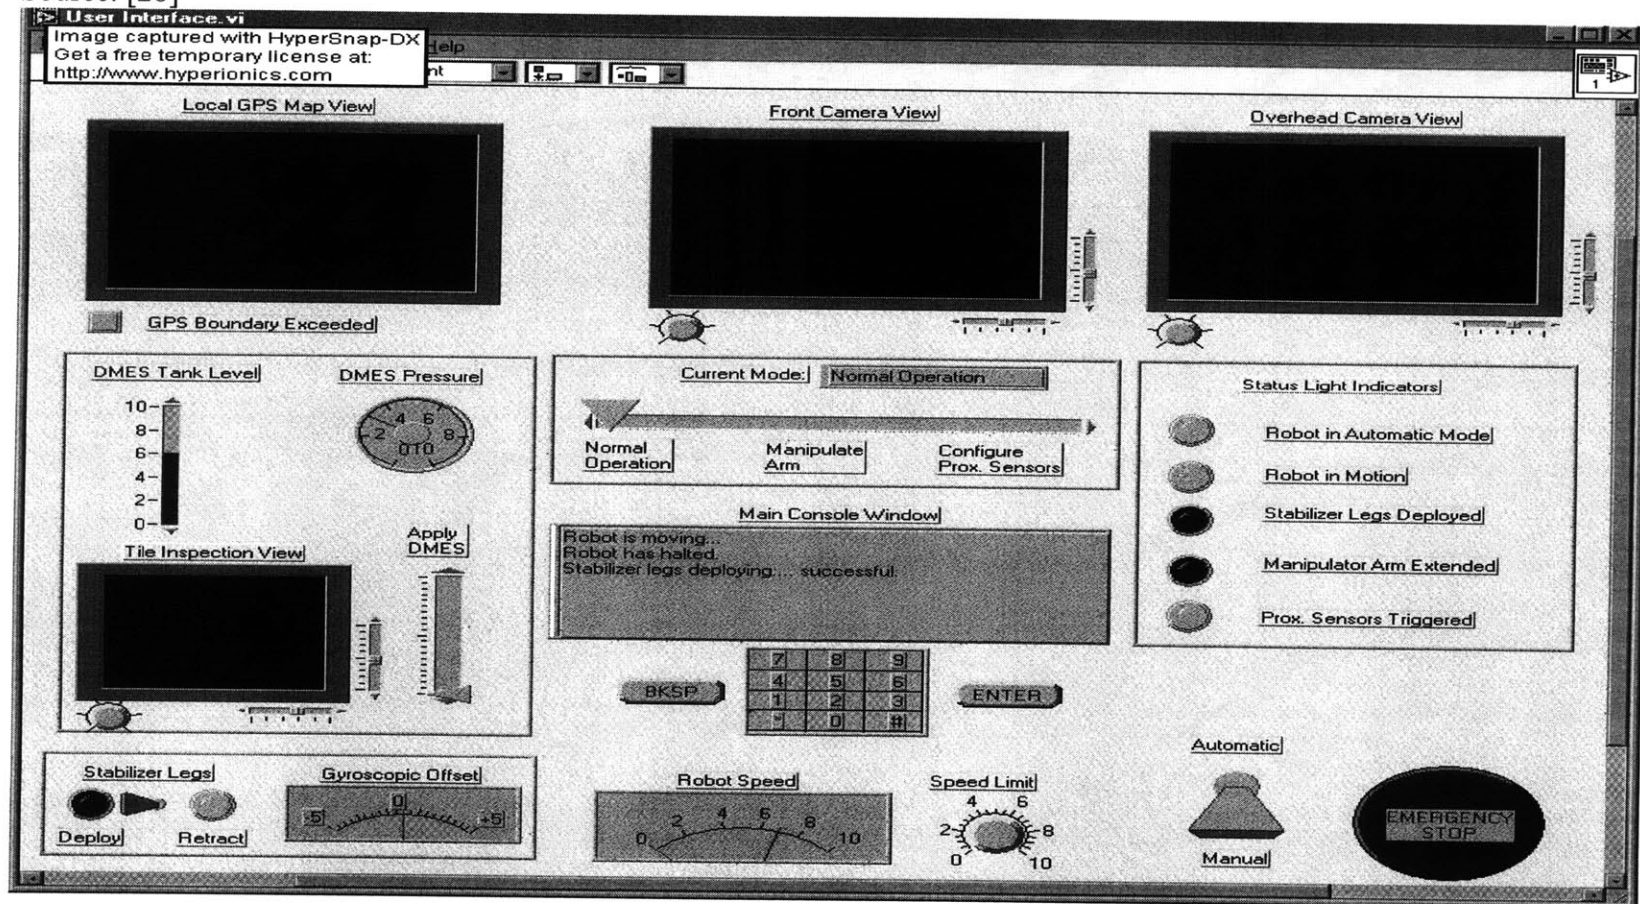 User Interface.vi
Image captured with HyperSnap-DX
Get a free temporary license at:
http://www.hyperionics.com
Help
nt
1
Local GPS Map View
Front Camera View
Overhead Camera View
GPS Boundary Exceeded
DMES Tank Level
DMES Pressure
10
8
6
4
2
0
0 2 4 6 8 10
Apply
DMES
Tile Inspection View
Current Mode:
Normal Operation
Normal
Operation
Manipulate
Arm
Configure
Prox. Sensors
Main Console Window
Robot is moving...
Robot has halted.
Stabilizer legs deploying.... successful.
Status Light Indicators
Robot in Automatic Mode
Robot in Motion
Stabilizer Legs Deployed
Manipulator Arm Extended
Prox. Sensors Triggered
BKSP
7 8 9
4 5 6
1 2 3
* 0 #
ENTER
Stabilizer Legs
Deploy
Retract
Gyroscopic Offset
-5 0 +5
Robot Speed
0 2 4 6 8 10
Speed Limit
0 2 4 6 8 10
Automatic
Manual
EMERGENCY
STOP